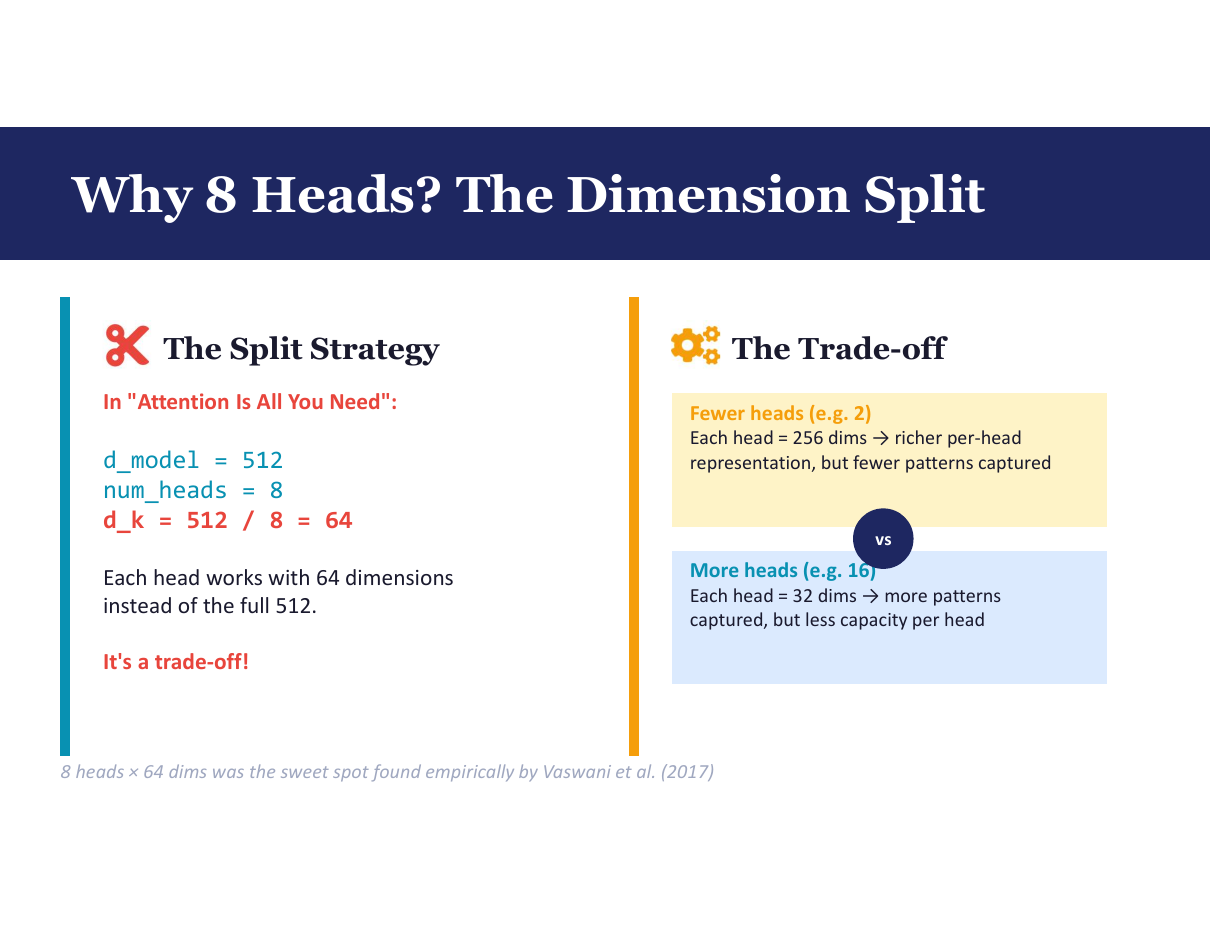 Why 8 Heads? The Dimension Split
The Split Strategy
In "Attention Is All You Need":
d_model = 512
num_heads = 8
d_k = 512 / 8 = 64
Each head works with 64 dimensions
instead of the full 512.
It's a trade-off!
The Trade-off
Fewer heads (e.g. 2)
Each head = 256 dims → richer per-head
representation, but fewer patterns captured
vs
More heads (e.g. 16)
Each head = 32 dims → more patterns
captured, but less capacity per head
8 heads × 64 dims was the sweet spot found empirically by Vaswani et al. (2017)